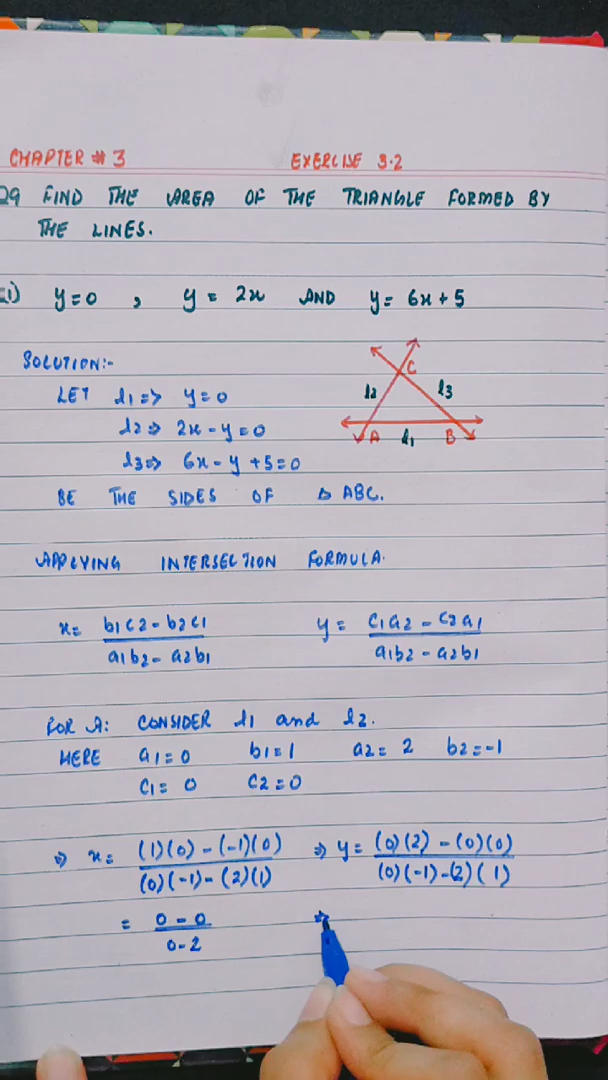 CHAPTER # 3 EXERCISE 3.2
Q9 FIND THE AREA OF THE TRIANGLE FORMED BY
THE LINES.
i) y=0 , y = 2x AND y= 6x+5
SOLUTION:-
LET l1=> y=0
l2=> 2x-y=0
l3=> 6x-y+5=0
BE THE SIDES OF △ ABC.
C
l2 l3
A l1 B
APPLYING INTERSECTION FORMULA.
x= b1c2-b2c1 / a1b2-a2b1 y= c1a2-c2a1 / a1b2-a2b1
FOR A: CONSIDER l1 and l2.
HERE a1=0 b1=1 a2=2 b2=-1
c1=0 c2=0
=> x= (1)(0)-(-1)(0) / (0)(-1)-(2)(1) => y= (0)(2)-(0)(0) / (0)(-1)-(2)(1)
= 0-0 / 0-2